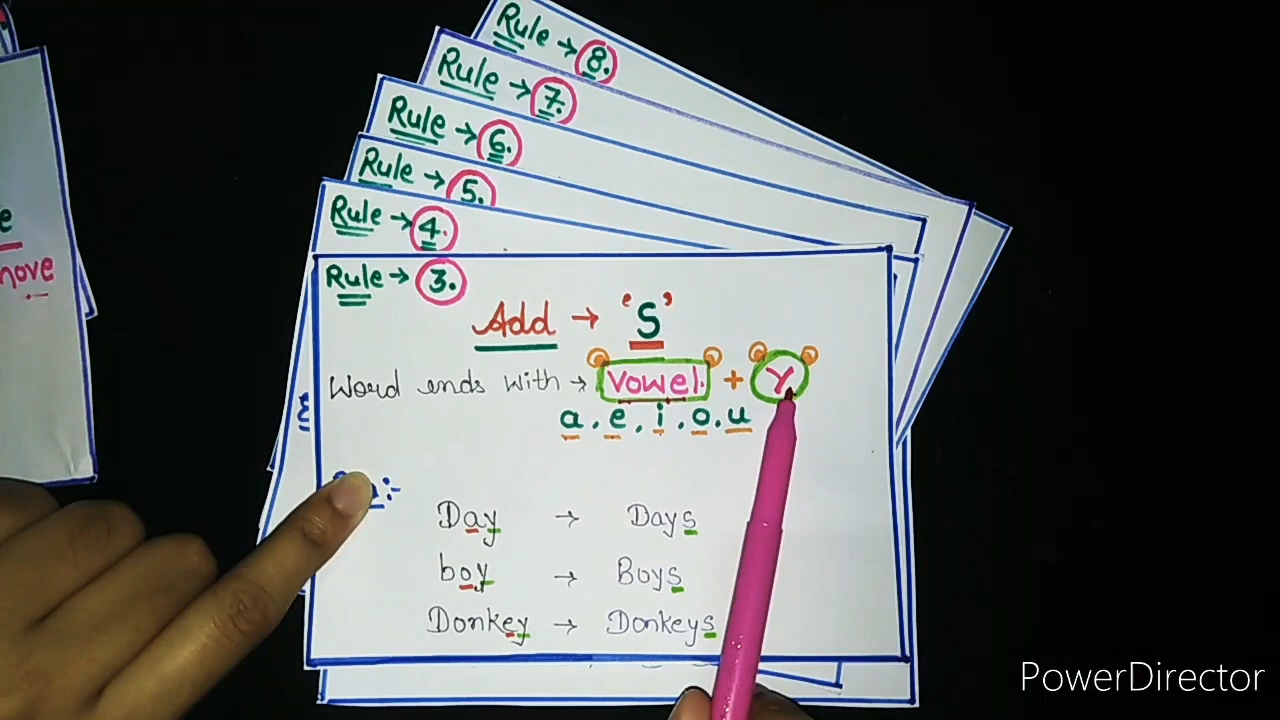 Rule → 8.
Rule → 7.
Rule → 6.
Rule → 5.
Rule → 4.
Rule → 3.
Add → 'S'
Word ends with → vowel. + Y
a . e . i . o . u
Day → Days
boy → Boys
Donkey → Donkeys
move
PowerDirector